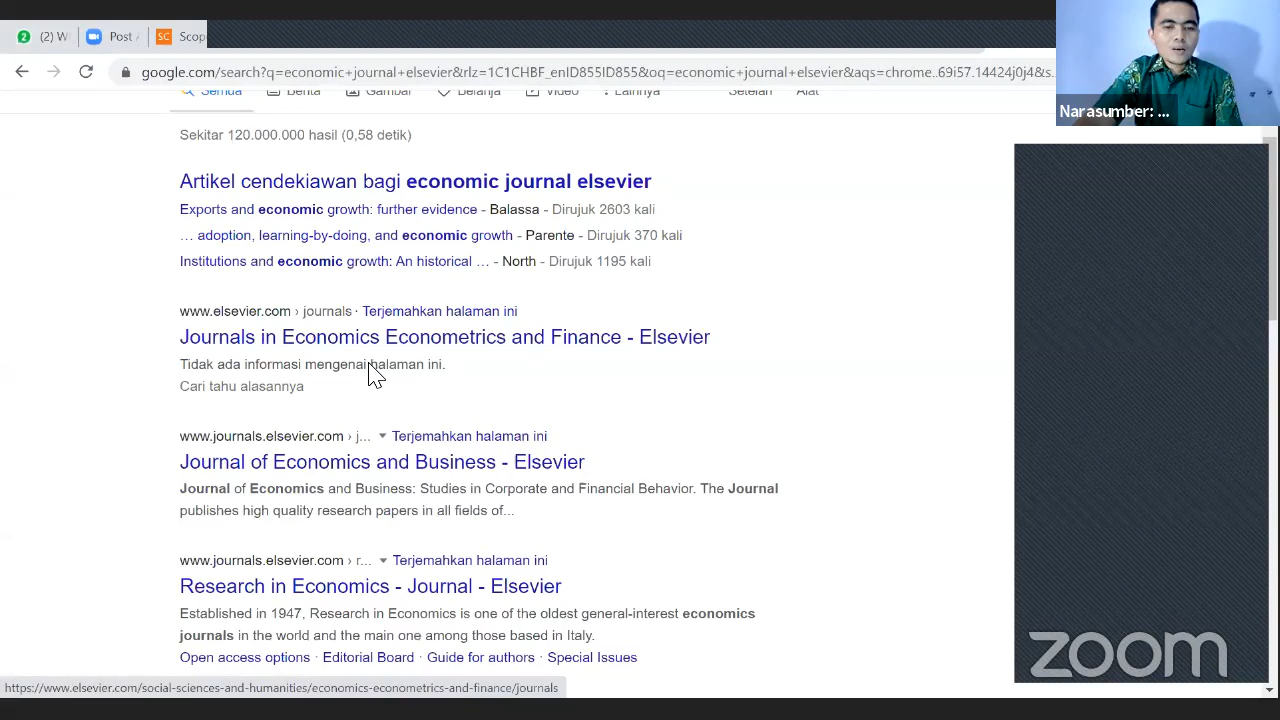 (2) W
Post
SC Scop
google.com/search?q=economic+journal+elsevier&rlz=1C1CHBF_enID855ID855&oq=economic+journal+elsevier&aqs=chrome..69i57.14424j0j4&s...
Semua Berita Gambar Belanja Video Lainnya Setelan Alat
Narasumber: ...
Sekitar 120.000.000 hasil (0,58 detik)
Artikel cendekiawan bagi economic journal elsevier
Exports and economic growth: further evidence - Balassa - Dirujuk 2603 kali
... adoption, learning-by-doing, and economic growth - Parente - Dirujuk 370 kali
Institutions and economic growth: An historical ... - North - Dirujuk 1195 kali
www.elsevier.com › journals · Terjemahkan halaman ini
Journals in Economics Econometrics and Finance - Elsevier
Tidak ada informasi mengenai halaman ini.
Cari tahu alasannya
www.journals.elsevier.com › j... Terjemahkan halaman ini
Journal of Economics and Business - Elsevier
Journal of Economics and Business: Studies in Corporate and Financial Behavior. The Journal
publishes high quality research papers in all fields of...
www.journals.elsevier.com › r... Terjemahkan halaman ini
Research in Economics - Journal - Elsevier
Established in 1947, Research in Economics is one of the oldest general-interest economics
journals in the world and the main one among those based in Italy.
Open access options · Editorial Board · Guide for authors · Special Issues
zoom
https://www.elsevier.com/social-sciences-and-humanities/economics-econometrics-and-finance/journals